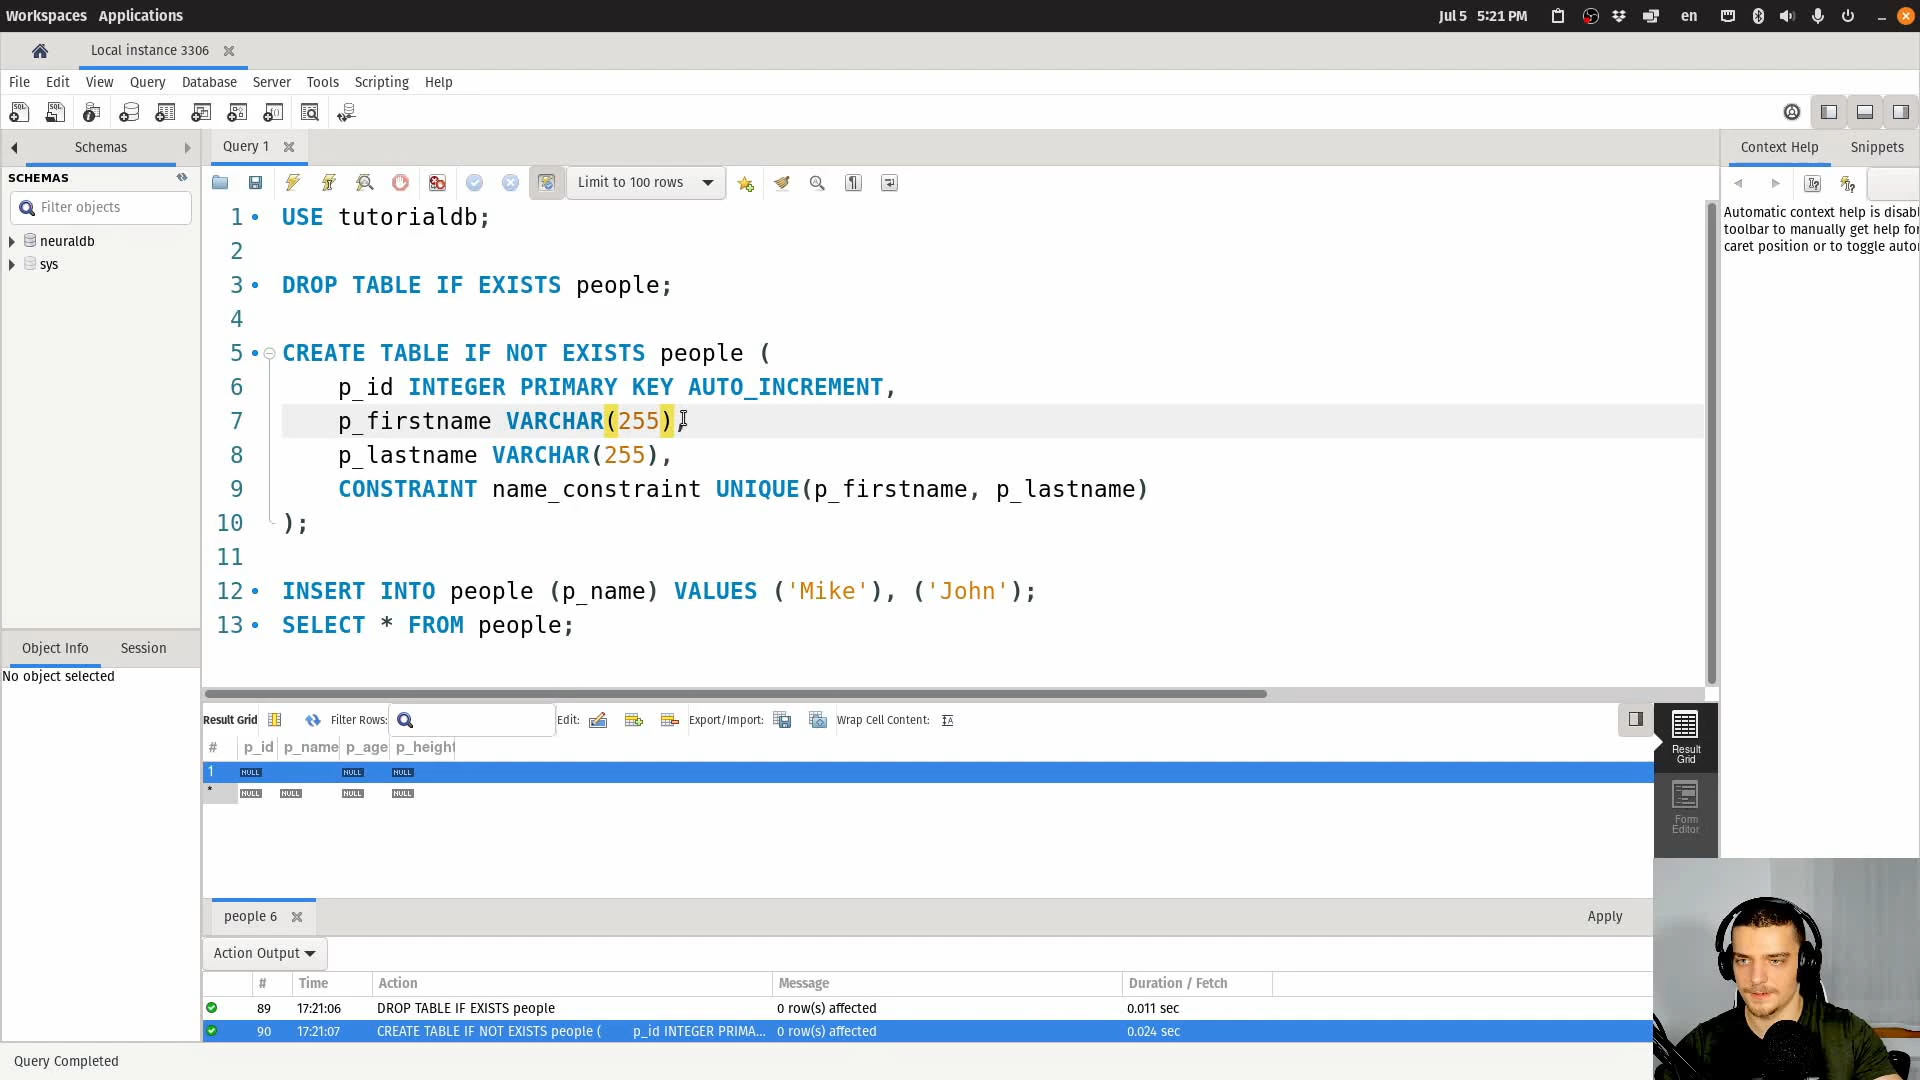 Workspaces Applications Jul 5 5:21 PM en
Local instance 3306
File Edit View Query Database Server Tools Scripting Help
Schemas Query 1 Context Help Snippets
SCHEMAS
Limit to 100 rows
Filter objects
neuraldb
sys
Automatic context help is disabl
toolbar to manually get help for
caret position or to toggle autor
1 USE tutorialdb;
2
3 DROP TABLE IF EXISTS people;
4
5 CREATE TABLE IF NOT EXISTS people (
6 p_id INTEGER PRIMARY KEY AUTO_INCREMENT,
7 p_firstname VARCHAR(255),
8 p_lastname VARCHAR(255),
9 CONSTRAINT name_constraint UNIQUE(p_firstname, p_lastname)
10 );
11
12 INSERT INTO people (p_name) VALUES ('Mike'), ('John');
13 SELECT * FROM people;
Object Info Session
No object selected
Result Grid Filter Rows: Edit: Export/Import: Wrap Cell Content:
# p_id p_name p_age p_height
1 NULL NULL NULL
* NULL NULL NULL NULL
Result
Grid
Form
Editor
people 6 Apply
Action Output
# Time Action Message Duration / Fetch
89 17:21:06 DROP TABLE IF EXISTS people 0 row(s) affected 0.011 sec
90 17:21:07 CREATE TABLE IF NOT EXISTS people ( p_id INTEGER PRIMA... 0 row(s) affected 0.024 sec
Query Completed